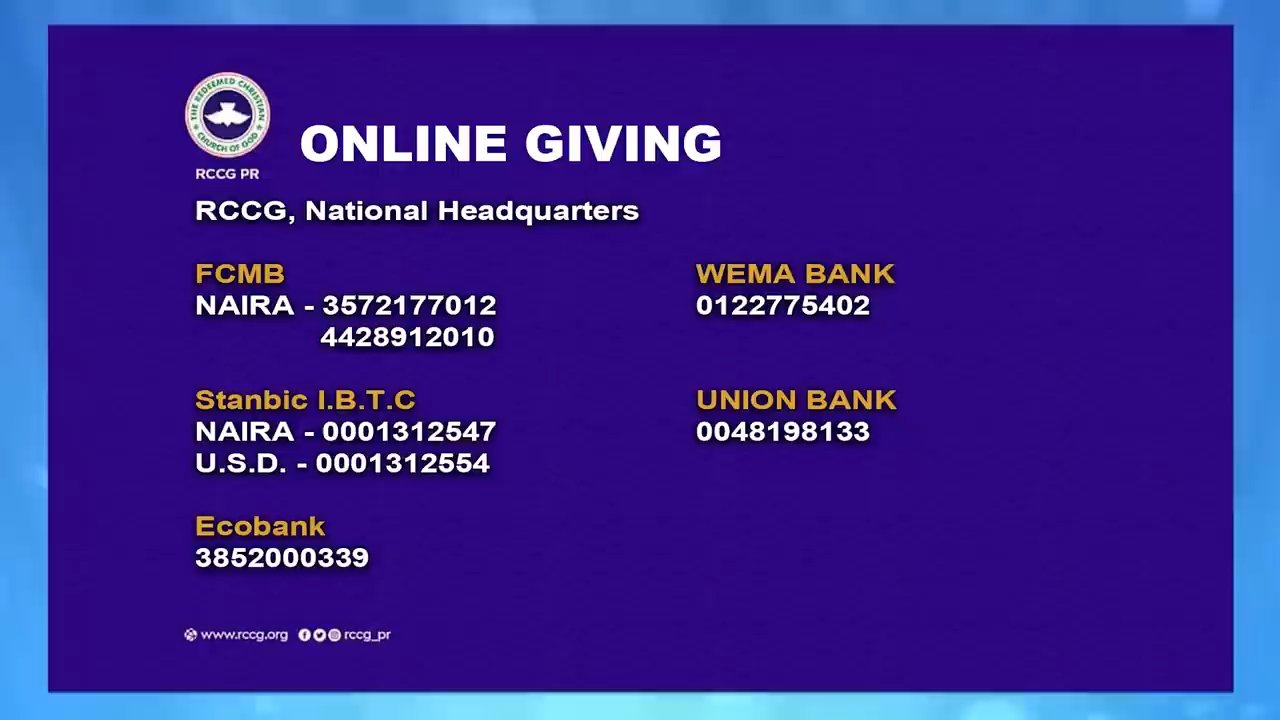 THE REDEEMED CHRISTIAN
CHURCH OF GOD
RCCG PR
ONLINE GIVING
RCCG, National Headquarters
FCMB
NAIRA - 3572177012
4428912010
WEMA BANK
0122775402
Stanbic I.B.T.C
NAIRA - 0001312547
U.S.D. - 0001312554
UNION BANK
0048198133
Ecobank
3852000339
www.rccg.org rccg_pr